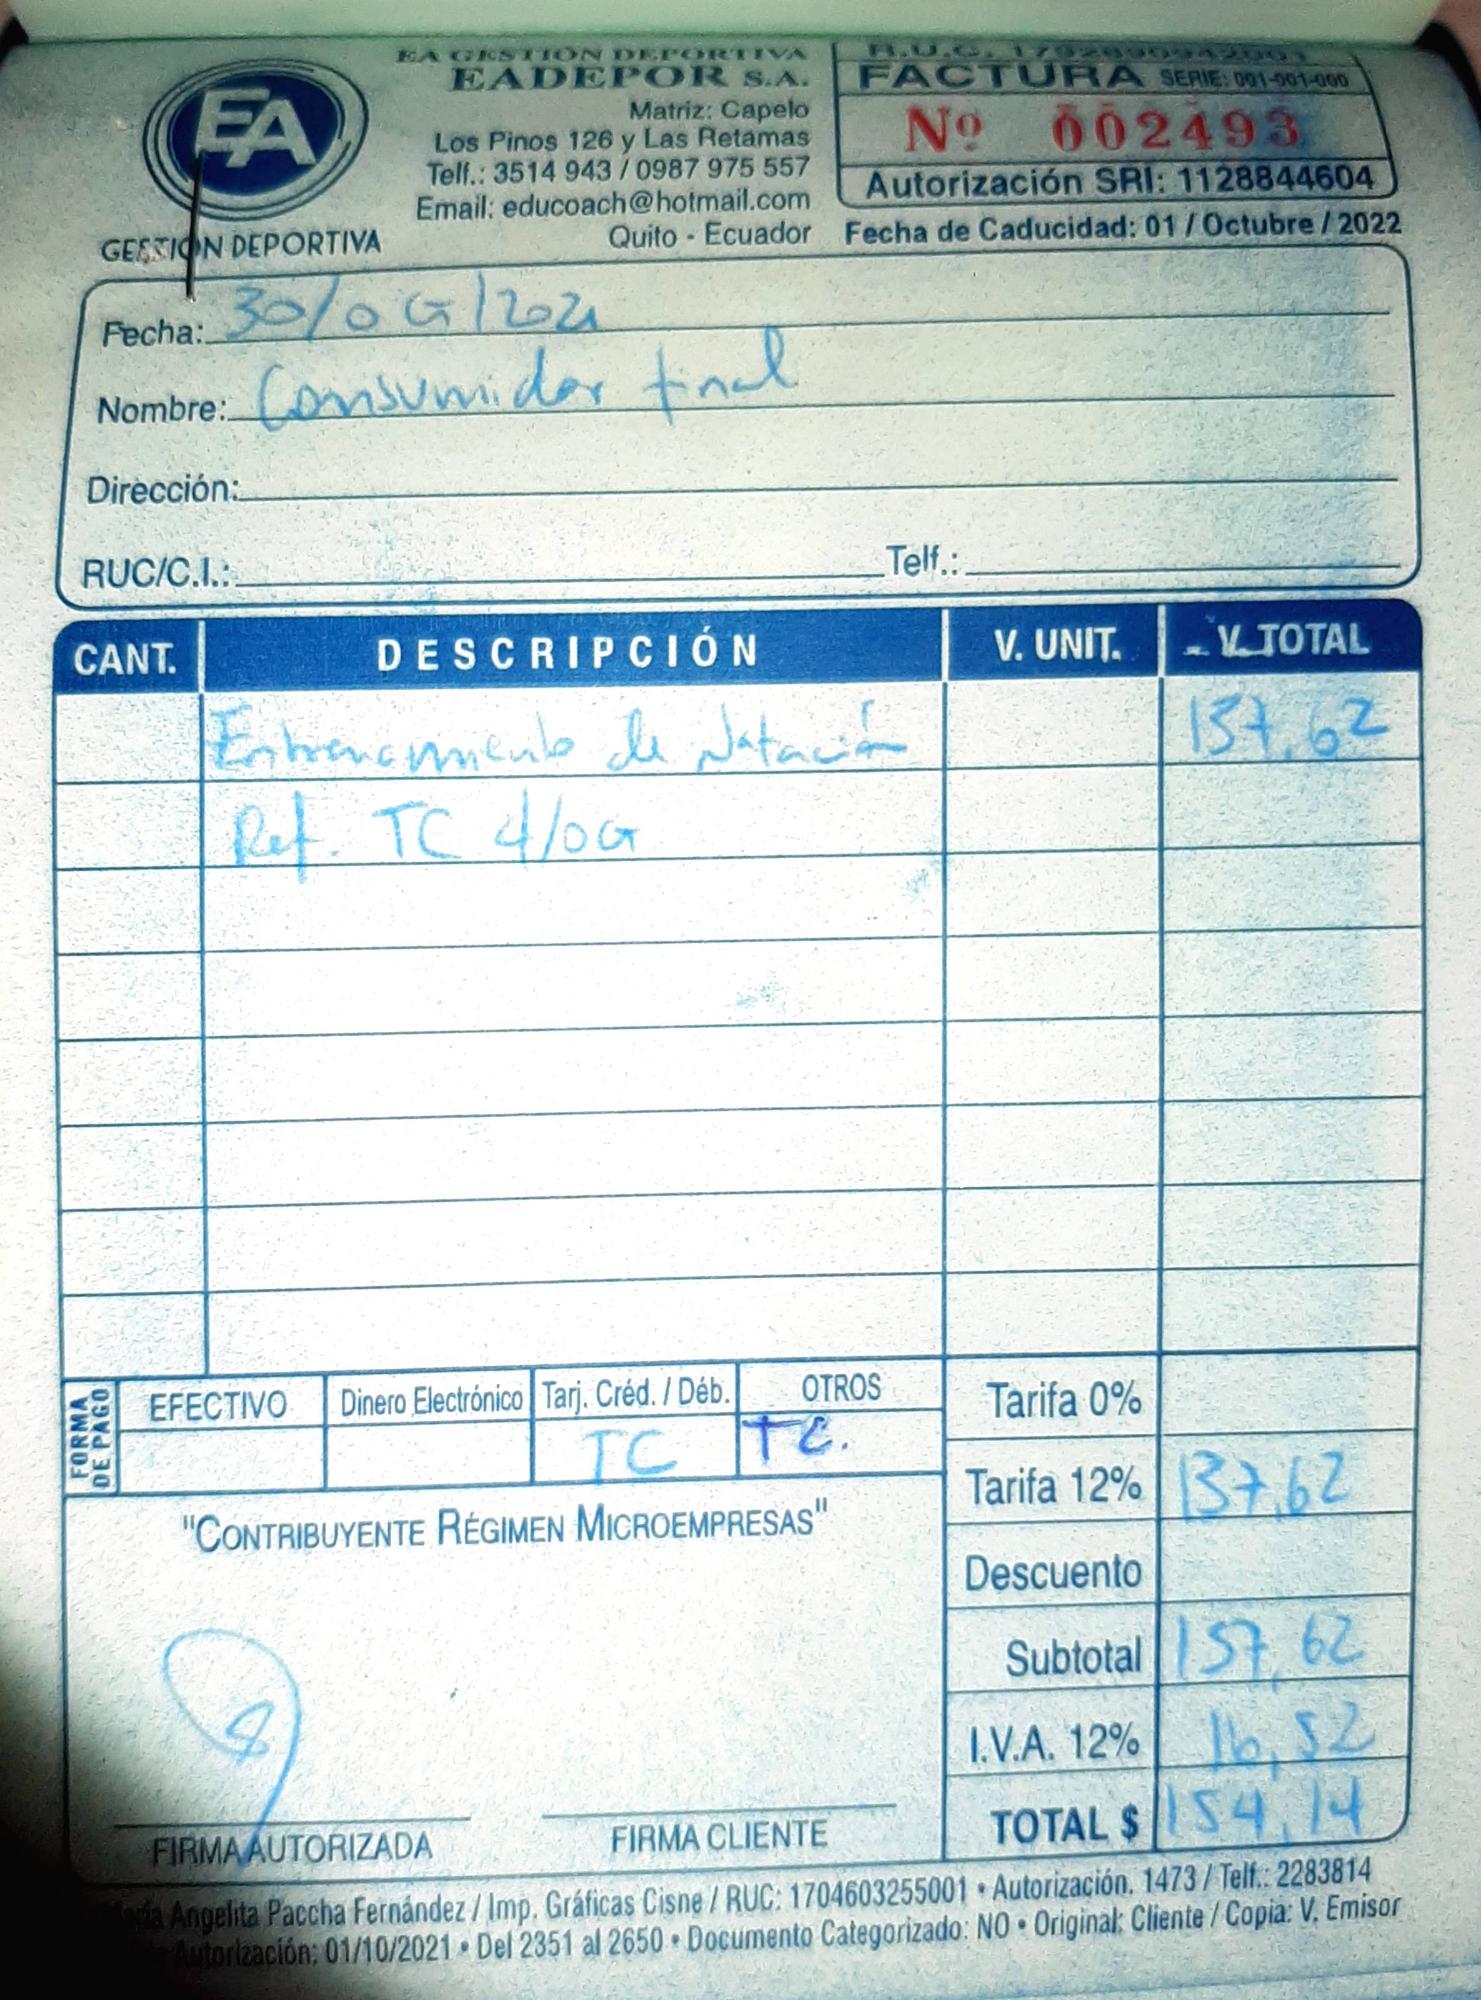 EA GESTIÓN DEPORTIVA
EADEPOR S.A.
Matriz: Capelo
Los Pinos 126 y Las Retamas
Telf.: 3514 943 / 0987 975 557
Email: educoach@hotmail.com
Quito - Ecuador
EA
GESTION DEPORTIVA
R.U.C.
FACTURA SERIE: 001-001-000
Nº 002493
Autorización SRI: 1128844604
Fecha de Caducidad: 01 / Octubre / 2022
Fecha: 30/06/2021
Nombre: Consumidor final
Dirección:
RUC/C.I.: Telf.:
CANT. DESCRIPCIÓN V. UNIT. V. TOTAL
Entrenamiento de Natación 137,62
Ref. TC 4/06
FORMA DE PAGO
EFECTIVO Dinero Electrónico Tarj. Créd. / Déb. OTROS
TC TC.
Tarifa 0%
Tarifa 12% 137,62
Descuento
Subtotal 137,62
I.V.A. 12% 16,52
TOTAL $ 154,14
"CONTRIBUYENTE RÉGIMEN MICROEMPRESAS"
FIRMA AUTORIZADA FIRMA CLIENTE
Angelita Paccha Fernández / Imp. Gráficas Cisne / RUC: 1704603255001 • Autorización. 1473 / Telf.: 2283814
Autorización: 01/10/2021 • Del 2351 al 2650 • Documento Categorizado: NO • Original: Cliente / Copia: V. Emisor